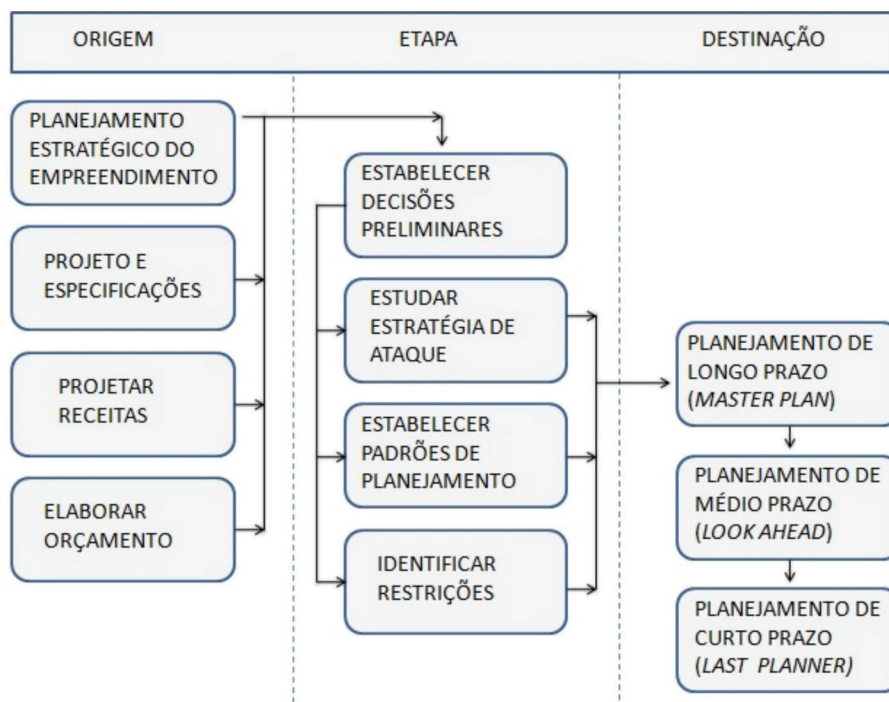 ORIGEM
ETAPA
DESTINAÇÃO
PLANEJAMENTO
ESTRATÉGICO DO
EMPREENDIMENTO
PROJETO E
ESPECIFICAÇÕES
PROJETAR
RECEITAS
ELABORAR
ORÇAMENTO
ESTABELECER
DECISÕES
PRELIMINARES
ESTUDAR
ESTRATÉGIA DE
ATAQUE
ESTABELECER
PADRÕES DE
PLANEJAMENTO
IDENTIFICAR
RESTRIÇÕES
PLANEJAMENTO DE
LONGO PRAZO
(MASTER PLAN)
PLANEJAMENTO DE
MÉDIO PRAZO
(LOOK AHEAD)
PLANEJAMENTO DE
CURTO PRAZO
(LAST PLANNER)